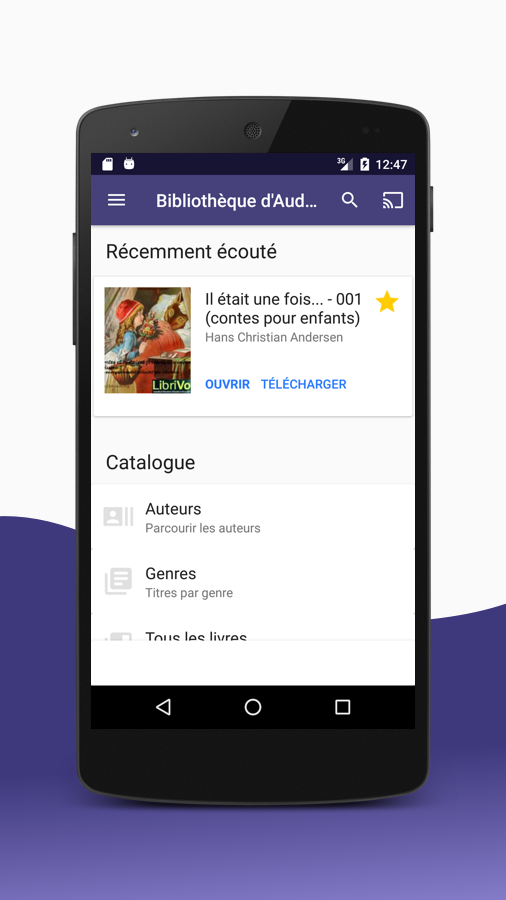 3G 12:47
Bibliothèque d'Aud...
Récemment écouté
Il était une fois... - 001
(contes pour enfants)
Hans Christian Andersen
LibriVo
OUVRIR TÉLÉCHARGER
Catalogue
Auteurs
Parcourir les auteurs
Genres
Titres par genre
Tous les livres